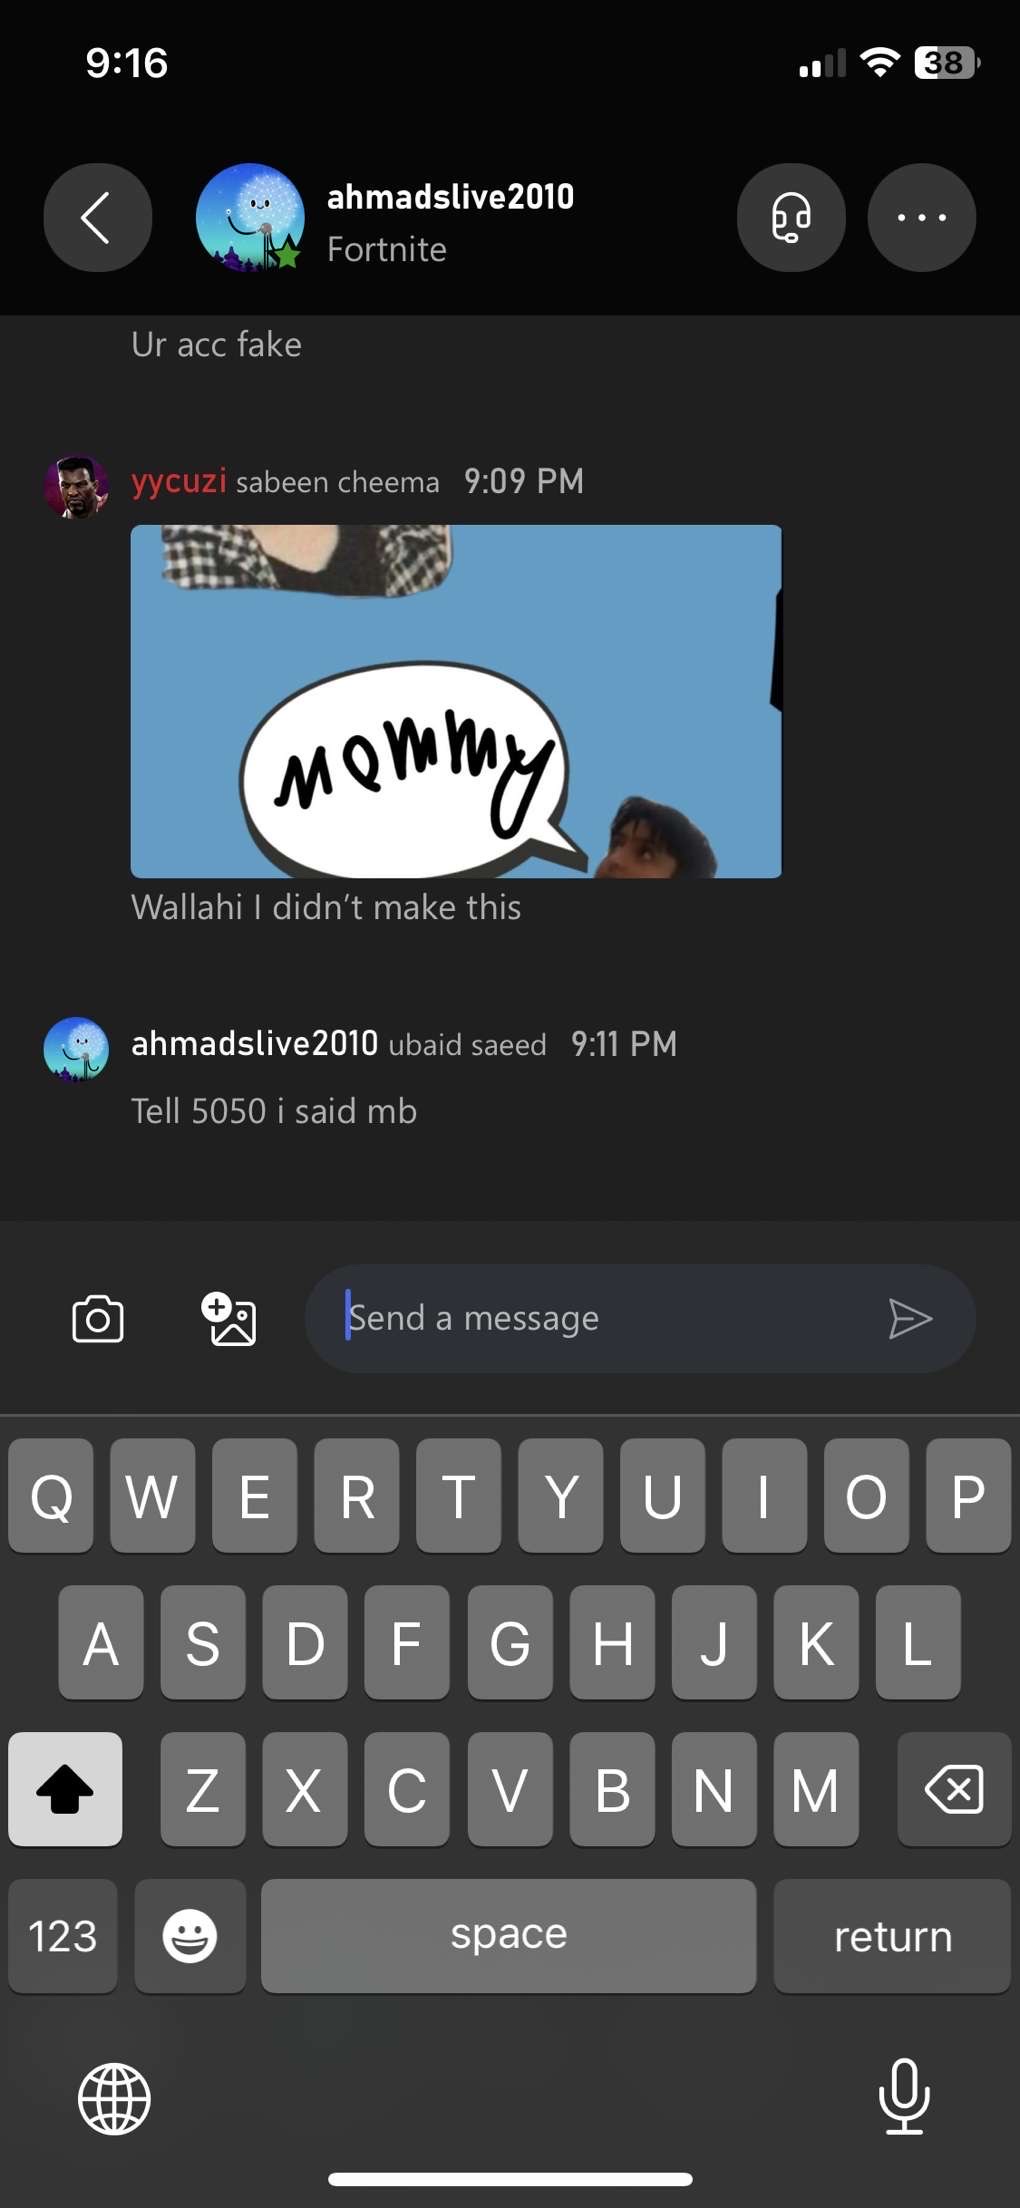 9:16
38
ahmadslive2010
Fortnite
Ur acc fake
yycuzi sabeen cheema 9:09 PM
Mommy
Wallahi I didn’t make this
ahmadslive2010 ubaid saeed 9:11 PM
Tell 5050 i said mb
Send a message
Q W E R T Y U I O P
A S D F G H J K L
Z X C V B N M
123 space return